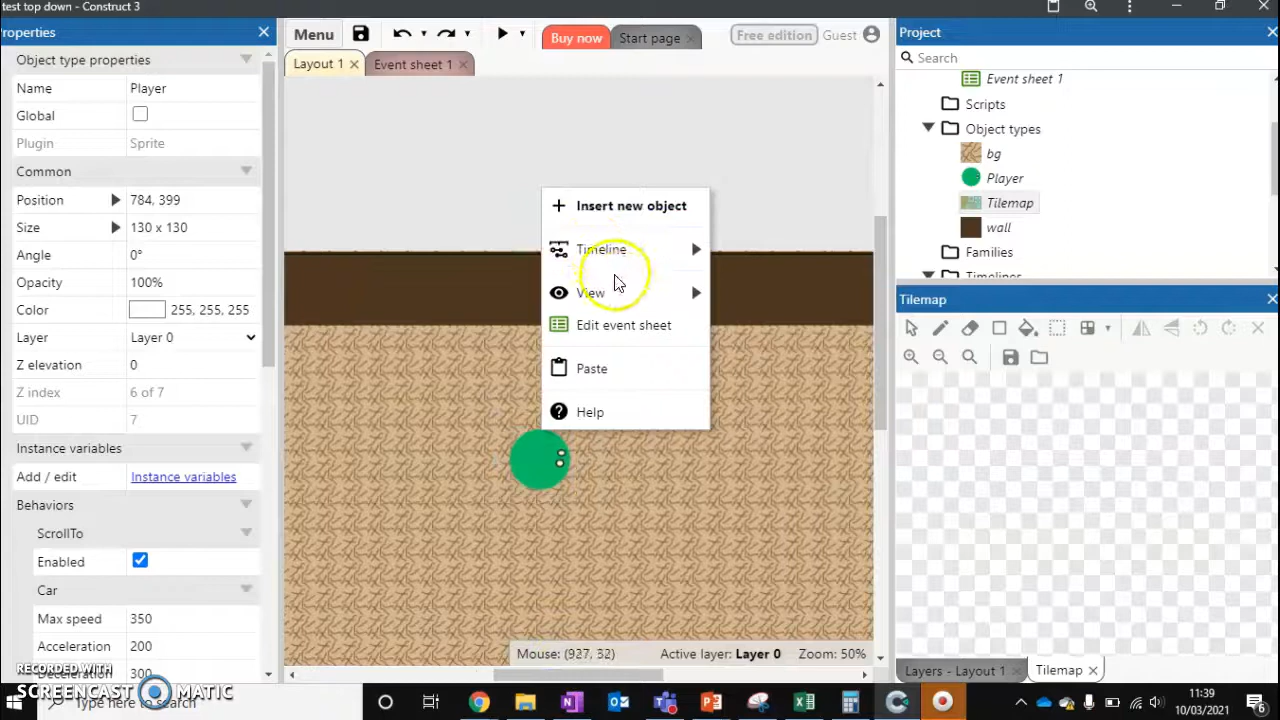 test top down - Construct 3
Properties
Object type properties
Name Player
Global
Plugin Sprite
Common
Position 784, 399
Size 130 x 130
Angle 0°
Opacity 100%
Color 255, 255, 255
Layer Layer 0
Z elevation 0
Z index 6 of 7
UID 7
Instance variables
Add / edit Instance variables
Behaviors
ScrollTo
Enabled
Car
Max speed 350
Acceleration 200
Deceleration 300
Menu
Buy now
Start page
Free edition
Guest
Layout 1
Event sheet 1
Insert new object
Timeline
View
Edit event sheet
Paste
Help
Mouse: (927, 32) Active layer: Layer 0 Zoom: 50%
Project
Search
Event sheet 1
Scripts
Object types
bg
Player
Tilemap
wall
Families
Timelines
Tilemap
Layers - Layout 1
Tilemap
RECORDED WITH
SCREENCAST MATIC
Type here to search
11:39
10/03/2021
6